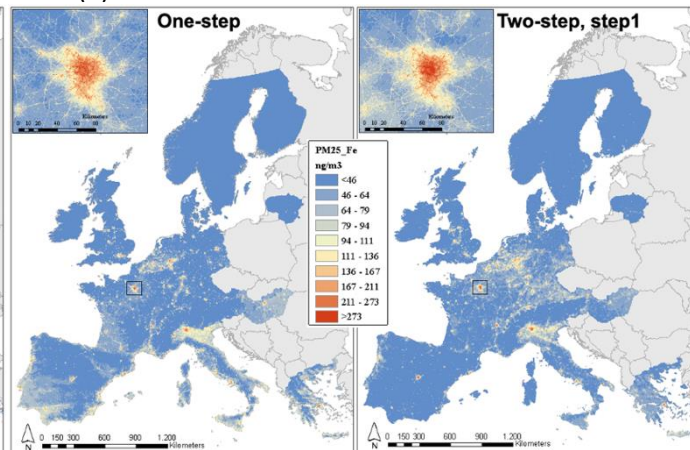 One-step
Two-step, step1
Kilometers
0 10 20 40 60 80
Kilometers
0 10 20 40 60 80
PM25_Fe
ng/m3
<46
46 - 64
64 - 79
79 - 94
94 - 111
111 - 136
136 - 167
167 - 211
211 - 273
>273
N
0 150 300 600 900 1.200
Kilometers
N
0 150 300 600 900 1.200
Kilometers